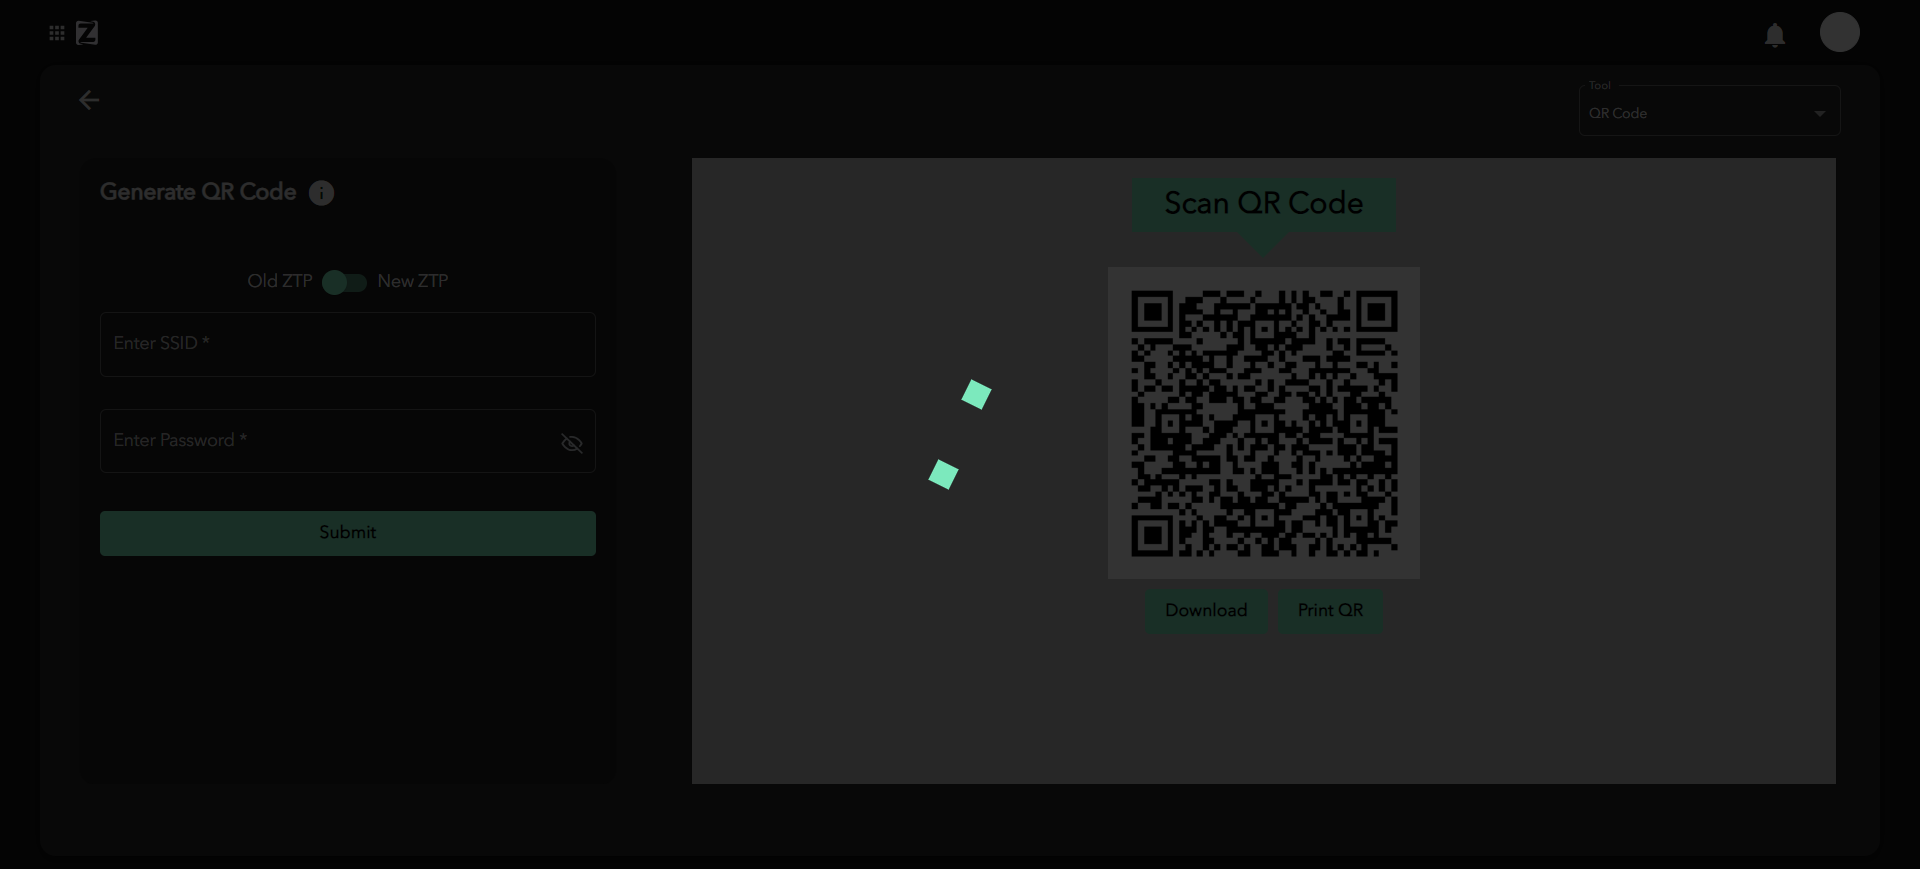 Z
Tool
QR Code
Generate QR Code
Old ZTP New ZTP
Enter SSID *
Enter Password *
Submit
Scan QR Code
Download Print QR